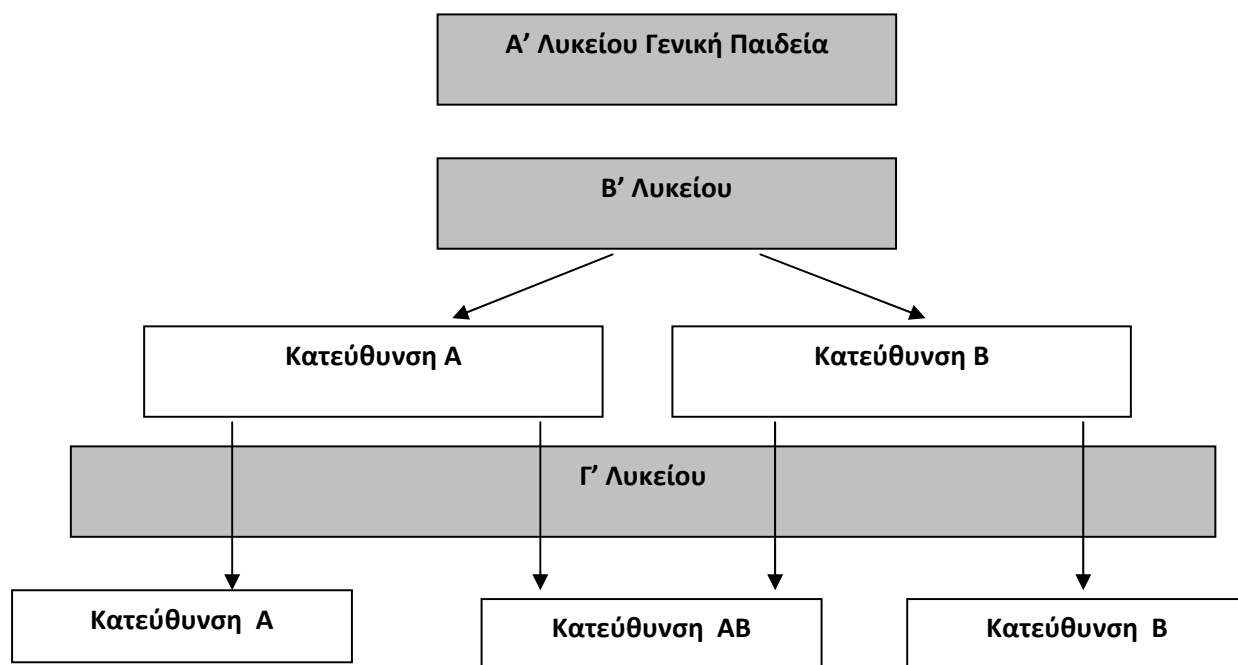 Α’ Λυκείου Γενική Παιδεία
Β’ Λυκείου
Κατεύθυνση Α
Κατεύθυνση Β
Γ’ Λυκείου
Κατεύθυνση Α
Κατεύθυνση ΑΒ
Κατεύθυνση Β